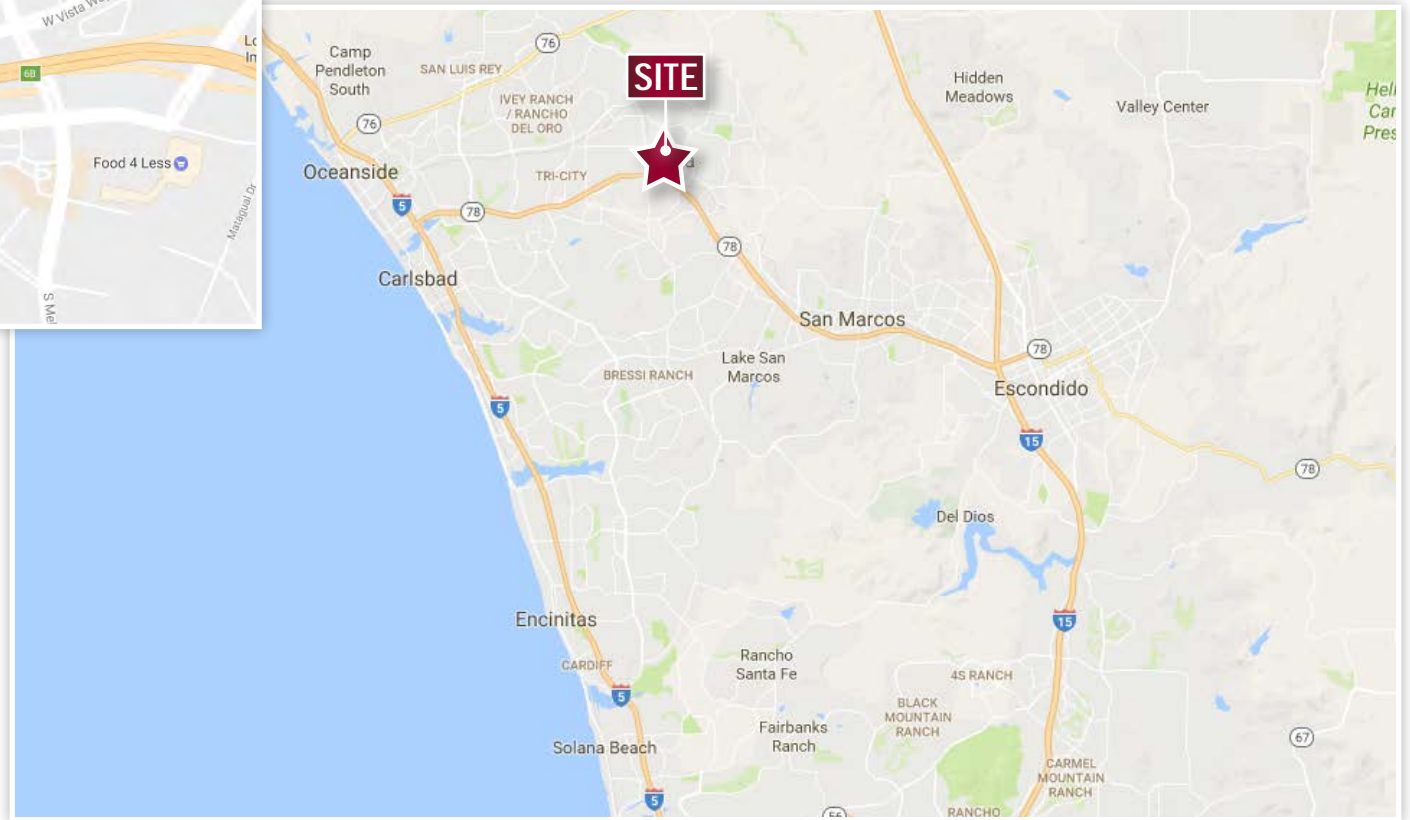 W Vista
6B
Food 4 Less
Matagual Dr
S Mel
Camp
Pendleton
South
SAN LUIS REY
76
SITE
Hidden
Meadows
Valley Center
IVEY RANCH
/ RANCHO
DEL ORO
76
Oceanside
TRI-CITY
5
78
78
Carlsbad
San Marcos
Lake San
Marcos
BRESSI RANCH
78
Escondido
5
15
78
Del Dios
Encinitas
15
CARDIFF
Rancho
Santa Fe
4S RANCH
5
BLACK
MOUNTAIN
RANCH
Fairbanks
Ranch
67
Solana Beach
CARMEL
MOUNTAIN
RANCH
5
56
RANCHO